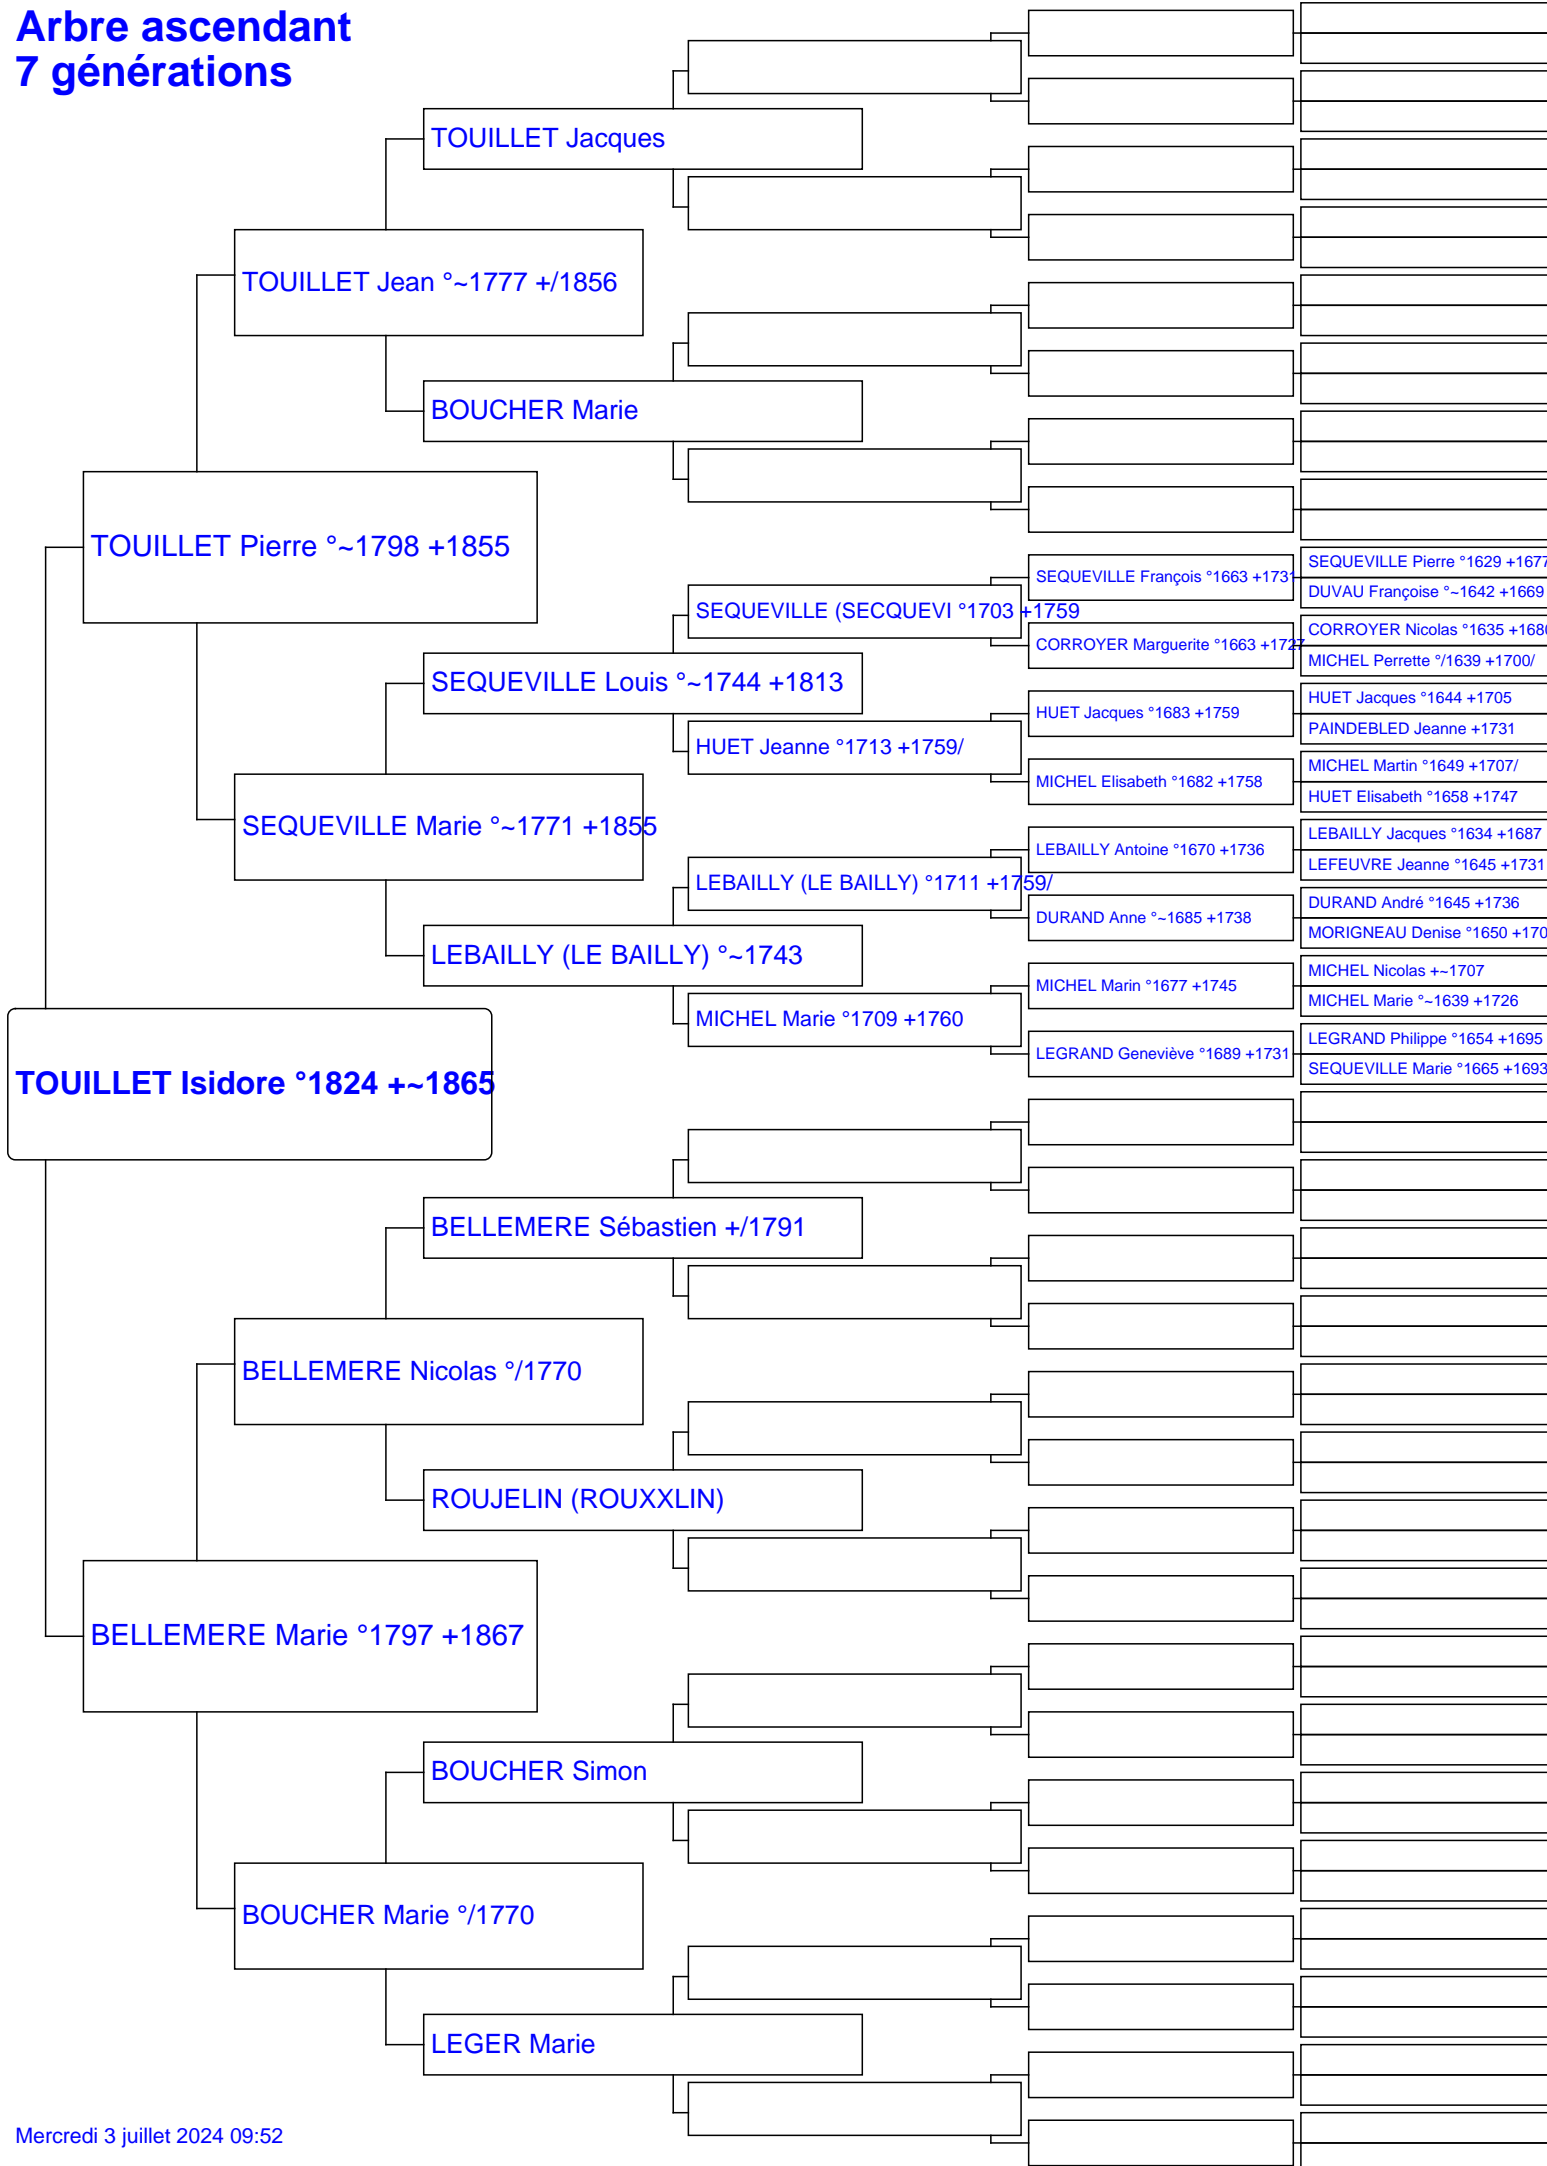 Arbre ascendant
7 générations
TOUILLET Jacques
TOUILLET Jean °~1777 +/1856
BOUCHER Marie
TOUILLET Pierre °~1798 +1855
SEQUEVILLE Pierre °1629 +1677
SEQUEVILLE François °1663 +1731
DUVAU Françoise °~1642 +1669
SEQUEVILLE (SECQUEVI °1703 +1759
CORROYER Nicolas °1635 +1680
CORROYER Marguerite °1663 +1727
MICHEL Perrette °/1639 +1700/
SEQUEVILLE Louis °~1744 +1813
HUET Jacques °1644 +1705
HUET Jacques °1683 +1759
PAINDEBLED Jeanne +1731
HUET Jeanne °1713 +1759/
MICHEL Martin °1649 +1707/
MICHEL Elisabeth °1682 +1758
HUET Elisabeth °1658 +1747
SEQUEVILLE Marie °~1771 +1855
LEBAILLY Jacques °1634 +1687
LEBAILLY Antoine °1670 +1736
LEFEUVRE Jeanne °1645 +1731
LEBAILLY (LE BAILLY) °1711 +1759/
DURAND André °1645 +1736
DURAND Anne °~1685 +1738
MORIGNEAU Denise °1650 +170
LEBAILLY (LE BAILLY) °~1743
MICHEL Nicolas +~1707
MICHEL Marin °1677 +1745
MICHEL Marie °~1639 +1726
MICHEL Marie °1709 +1760
LEGRAND Philippe °1654 +1695
LEGRAND Geneviève °1689 +1731
SEQUEVILLE Marie °1665 +1693
TOUILLET Isidore °1824 +~1865
BELLEMERE Sébastien +/1791
BELLEMERE Nicolas °/1770
ROUJELIN (ROUXXLIN)
BELLEMERE Marie °1797 +1867
BOUCHER Simon
BOUCHER Marie °/1770
LEGER Marie
Mercredi 3 juillet 2024 09:52